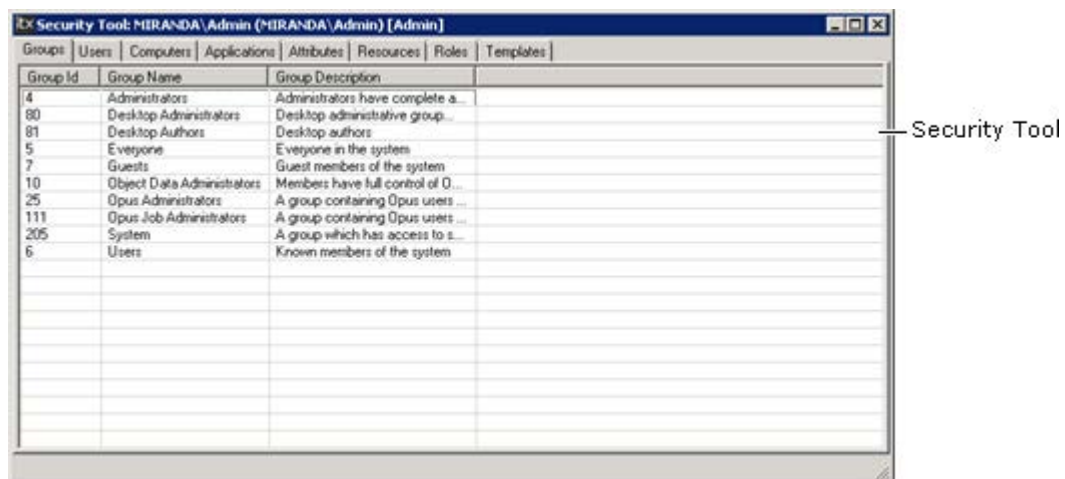 Security Tool: MIRANDA\Admin (MIRANDA\Admin) [Admin]
Groups Users Computers Applications Attributes Resources Roles Templates
Group Id Group Name Group Description
4 Administrators Administrators have complete a...
80 Desktop Administrators Desktop administrative group...
81 Desktop Authors Desktop authors
5 Everyone Everyone in the system
7 Guests Guest members of the system
10 Object Data Administrators Members have full control of O...
25 Opus Administrators A group containing Opus users ...
111 Opus Job Administrators A group containing Opus users ...
205 System A group which has access to s...
6 Users Known members of the system
Security Tool